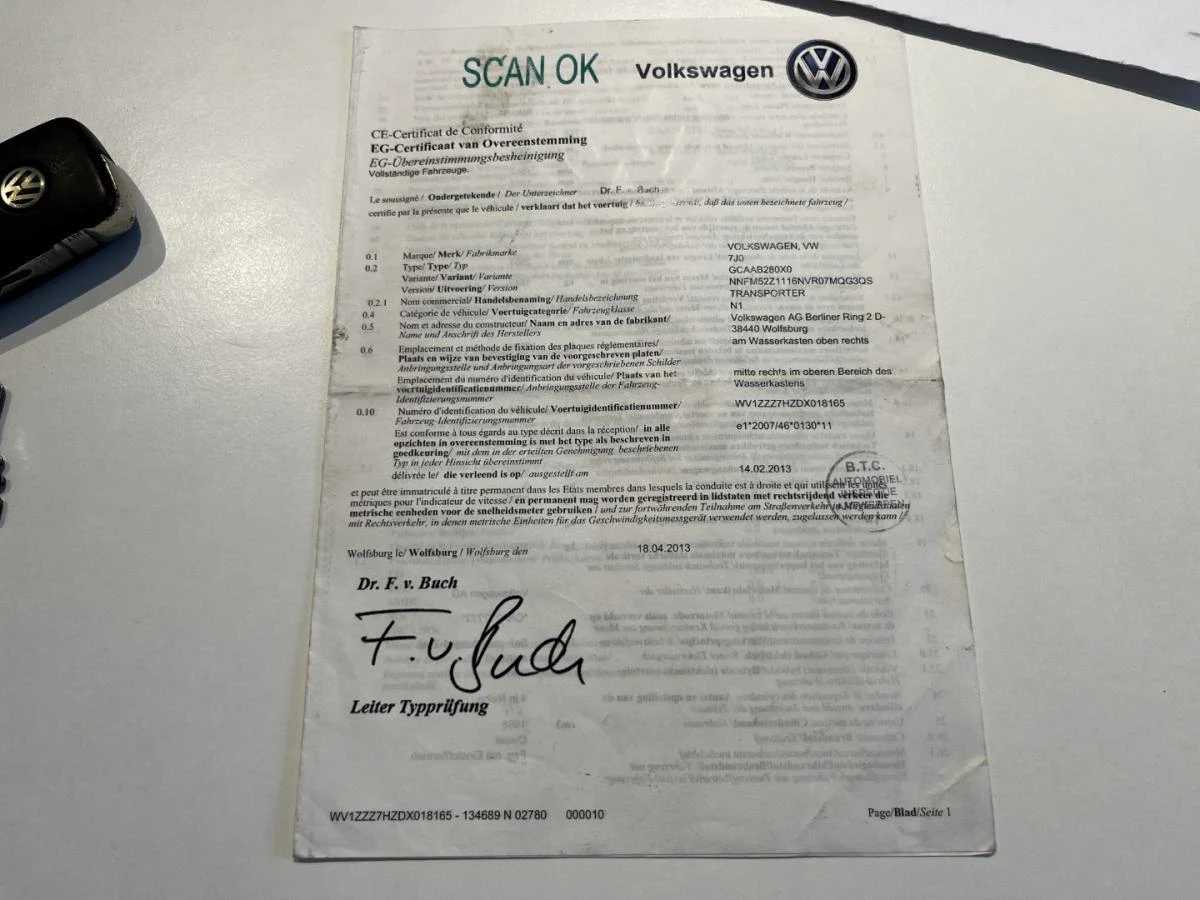 SCAN OK
Volkswagen
CE-Certificat de Conformité
EG-Certificaat van Overeenstemming
EG-Übereinstimmungsbesheinigung
Vollständige Fahrzeuge.
Le soussigné / Ondergetekende / Der Unterzeichner Dr. F. v. Buch
certifie par la présente que le véhicule / verklaart dat het voertuig / daß das unten bezeichnete fahrzeug /
0.1 Marque/ Merk/ Fabrikmarke VOLKSWAGEN, VW
0.2 Type/ Type/ Typ 7J0
Variante/ Variant/ Variante GCAAB280X0
Version/ Uitvoering/ Version NNFM52Z1116NVR07MQG3QS
0.2.1 Nom commercial/ Handelsbenaming/ Handelsbezeichnung TRANSPORTER
0.4 Catégorie de véhicule/ Voertuigcategorie/ Fahrzeugklasse N1
0.5 Nom et adresse du constructeur/ Naam en adres van de fabrikant/ Volkswagen AG Berliner Ring 2 D-
Name und Anschrift des Herstellers 38440 Wolfsburg
0.6 Emplacement et méthode de fixation des plaques réglementaires/ am Wasserkasten oben rechts
Plaats en wijze van bevestiging van de voorgeschreven platen/
Anbringungsstelle und Anbringungsart der vorgeschriebenen Schilder
Emplacement du numéro d'identification du véhicule/ Plaats van het mitte rechts im oberen Bereich des
voertuigidentificatienummer/ Anbringungsstelle der Fahrzeug- Wasserkastens
Identifizierungsnummer
0.10 Numéro d'identification du véhicule/ Voertuigidentificatienummer/ WV1ZZZ7HZDX018165
Fahrzeug-Identifizierungsnummer
Est conforme à tous égards au type décrit dans la réception/ in alle e1*2007/46*0130*11
opzichten in overeenstemming is met het type als beschreven in
goedkeuring/ mit dem in der erteilten Genehmigung beschriebenen
Typ in jeder Hinsicht übereinstimmt
délivrée le/ die verleend is op/ ausgestellt am 14.02.2013
B.T.C.
AUTOMOBIEL
et peut être immatriculé à titre permanent dans les Etats membres dans lesquels la conduite est à droite et qui utilisent les unités
métriques pour l'indicateur de vitesse / en permanent mag worden geregistreerd in lidstaten met rechtsrijdend verkeer die
metrische eenheden voor de snelheidsmeter gebruiken / und zur fortwährenden Teilnahme am Straßenverkehr in Mitgliedstaaten
mit Rechtsverkehr, in denen metrische Einheiten für das Geschwindigkeitsmessgerät verwendet werden, zugelassen werden kann //
Wolfsburg le/ Wolfsburg / Wolfsburg den 18.04.2013
Dr. F. v. Buch
F. v. Buch
Leiter Typprüfung
WV1ZZZ7HZDX018165 - 134689 N 02780 000010
Page/Blad/Seite 1